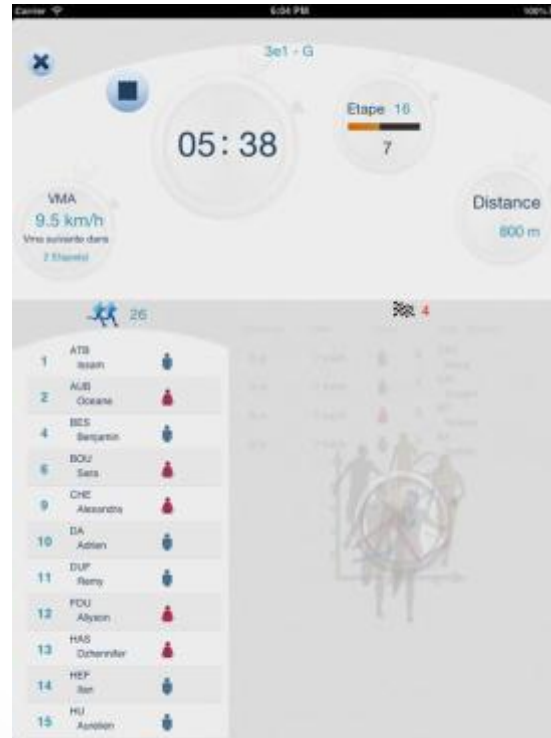 Carrier 6:04 PM 100%
3e1 - G
05: 38
Etape 16
7
VMA
9.5 km/h
Vma suivante dans
2 Etape(s)
Distance
800 m
26
4
1 ATB
Issam
2 AUB
Oceane
4 BES
Benjamin
6 BOU
Sara
9 CHE
Alexandra
10 DA
Adrien
11 DUF
Remy
12 FOU
Allyson
13 HAS
Dzhennifer
14 HEF
Ilan
15 HU
Aurelien